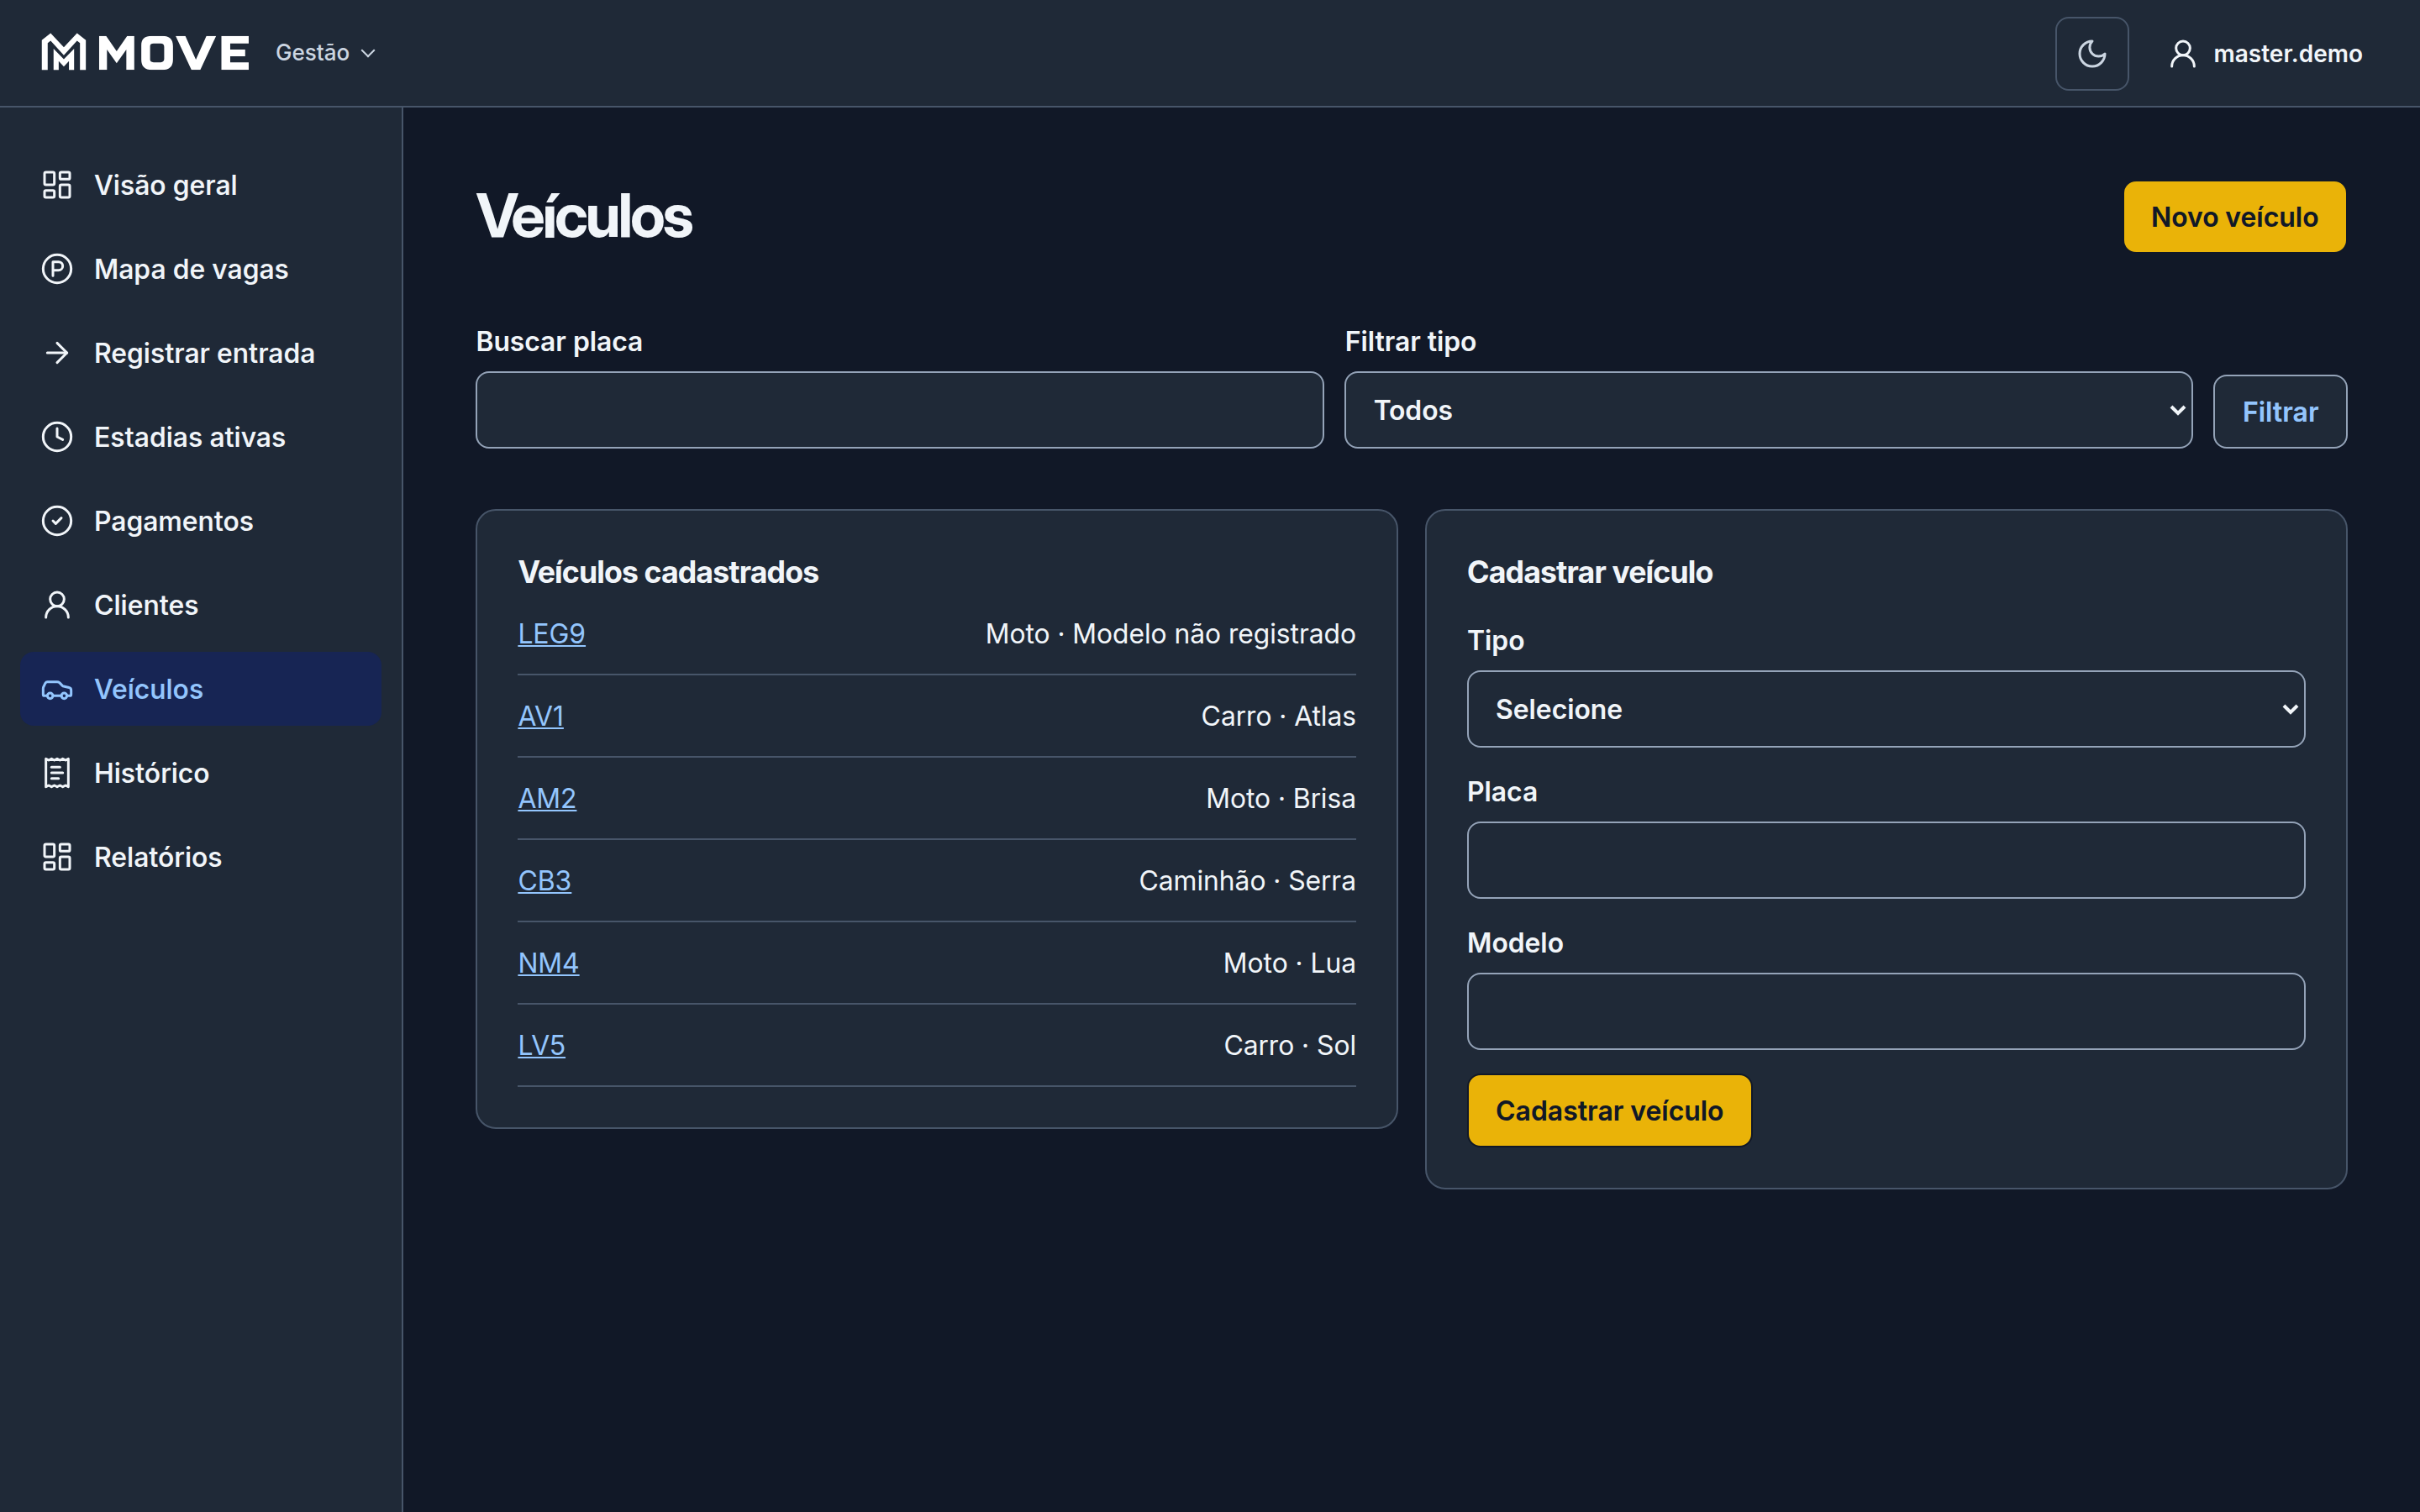 MOVE Gestão
master.demo
Visão geral
Mapa de vagas
Registrar entrada
Estadias ativas
Pagamentos
Clientes
Veículos
Histórico
Relatórios
Veículos
Novo veículo
Buscar placa
Filtrar tipo
Todos
Filtrar
Veículos cadastrados
LEG9 Moto · Modelo não registrado
AV1 Carro · Atlas
AM2 Moto · Brisa
CB3 Caminhão · Serra
NM4 Moto · Lua
LV5 Carro · Sol
Cadastrar veículo
Tipo
Selecione
Placa
Modelo
Cadastrar veículo